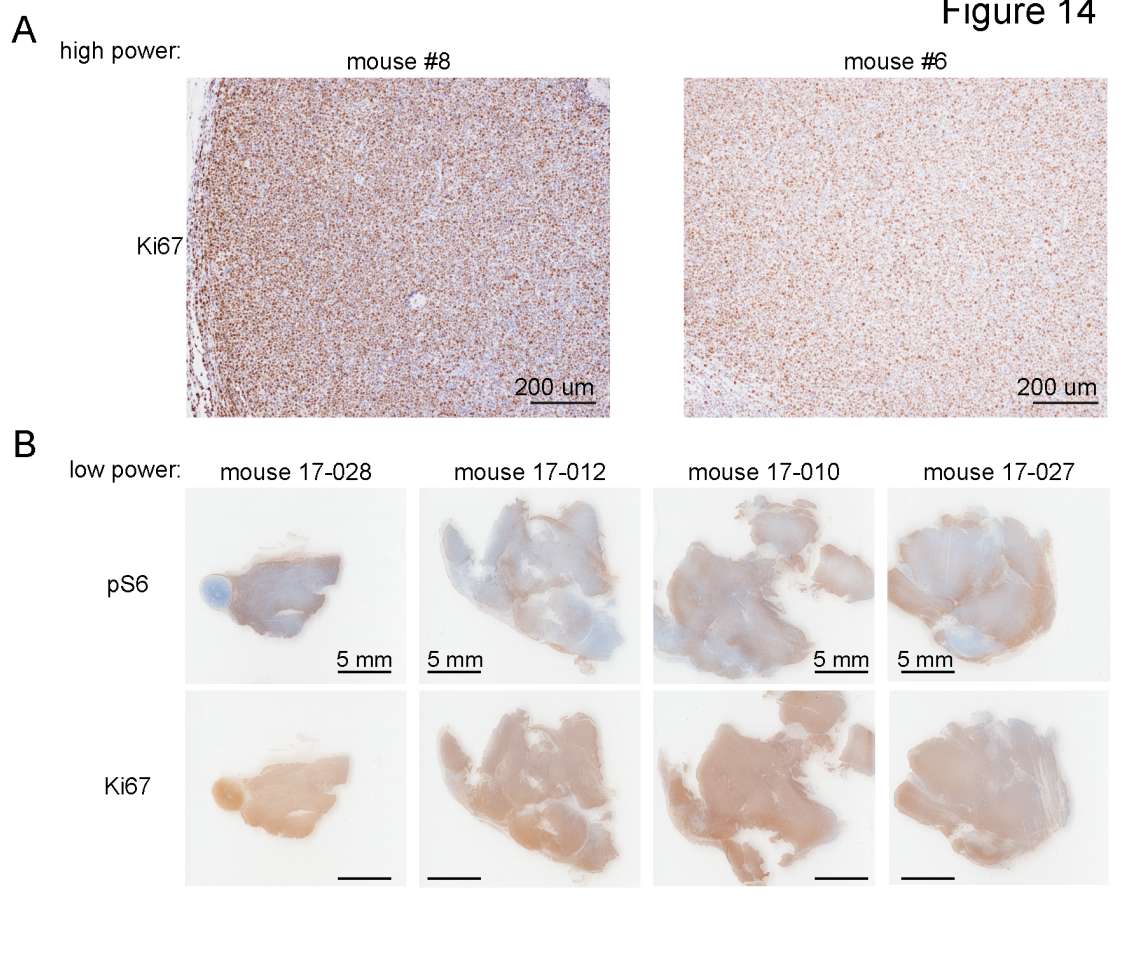 Figure 14
A
high power:
mouse #8
mouse #6
Ki67
200 um
200 um
B
low power:
mouse 17-028
mouse 17-012
mouse 17-010
mouse 17-027
pS6
5 mm
5 mm
5 mm
5 mm
Ki67